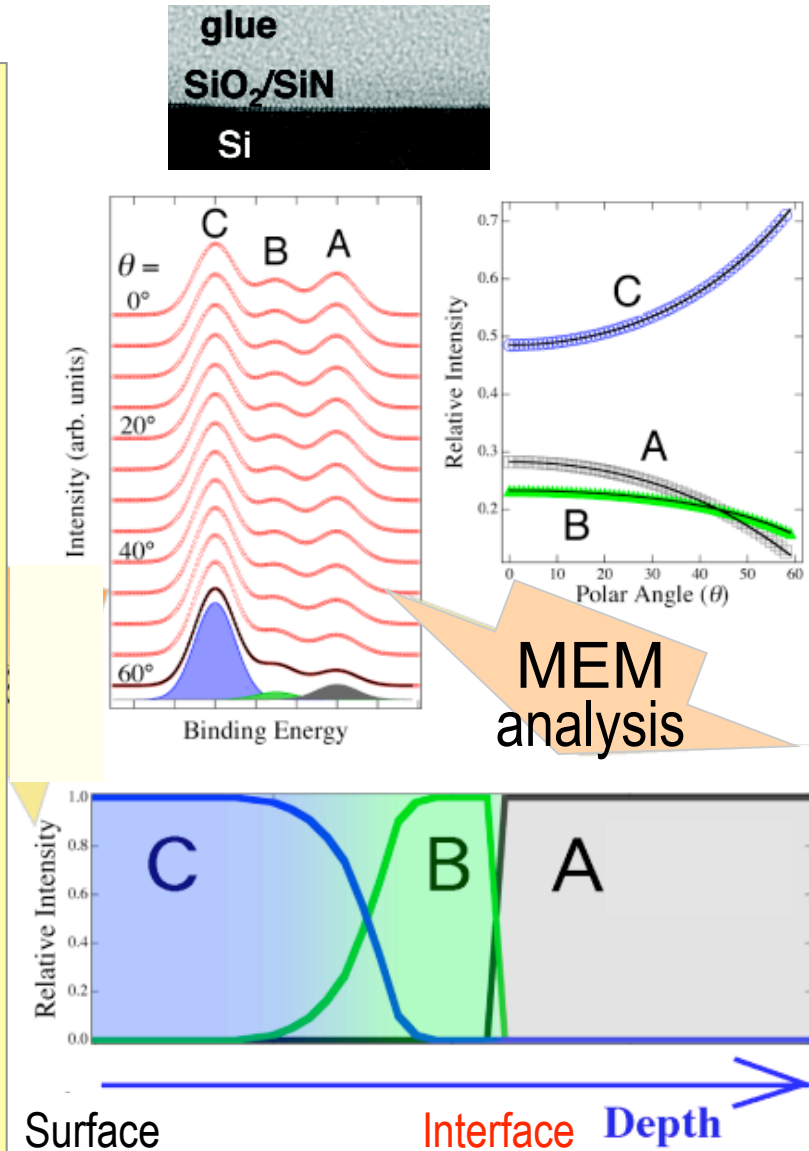 glue
SiO₂/SiN
Si
C
B
A
θ =
0°
20°
40°
60°
Intensity (arb. units)
Binding Energy
0.7
0.6
0.5
0.4
0.3
0.2
Relative Intensity
C
A
B
0 10 20 30 40 50 60
Polar Angle (θ)
MEM
analysis
1.0
0.8
0.6
0.4
0.2
0.0
Relative Intensity
C B A
Surface Interface Depth